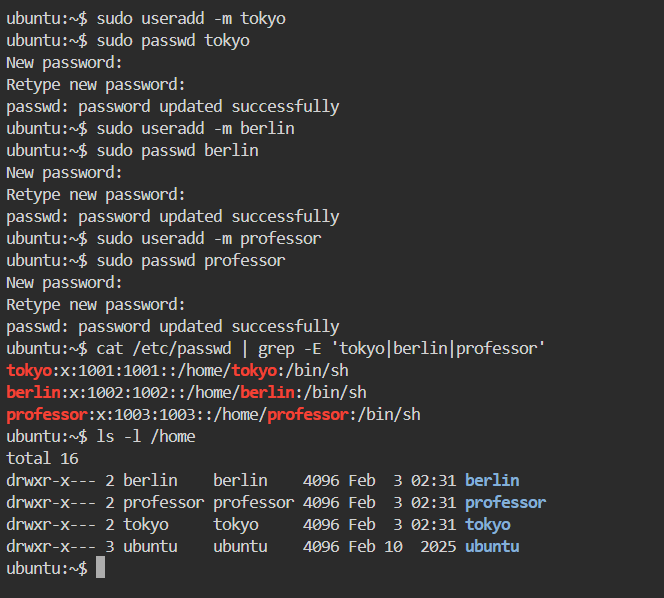 ubuntu:~$ sudo useradd -m tokyo
ubuntu:~$ sudo passwd tokyo
New password:
Retype new password:
passwd: password updated successfully
ubuntu:~$ sudo useradd -m berlin
ubuntu:~$ sudo passwd berlin
New password:
Retype new password:
passwd: password updated successfully
ubuntu:~$ sudo useradd -m professor
ubuntu:~$ sudo passwd professor
New password:
Retype new password:
passwd: password updated successfully
ubuntu:~$ cat /etc/passwd | grep -E 'tokyo|berlin|professor'
tokyo:x:1001:1001::/home/tokyo:/bin/sh
berlin:x:1002:1002::/home/berlin:/bin/sh
professor:x:1003:1003::/home/professor:/bin/sh
ubuntu:~$ ls -l /home
total 16
drwxr-x--- 2 berlin    berlin    4096 Feb  3 02:31 berlin
drwxr-x--- 2 professor professor 4096 Feb  3 02:31 professor
drwxr-x--- 2 tokyo     tokyo     4096 Feb  3 02:31 tokyo
drwxr-x--- 3 ubuntu    ubuntu    4096 Feb 10  2025 ubuntu
ubuntu:~$